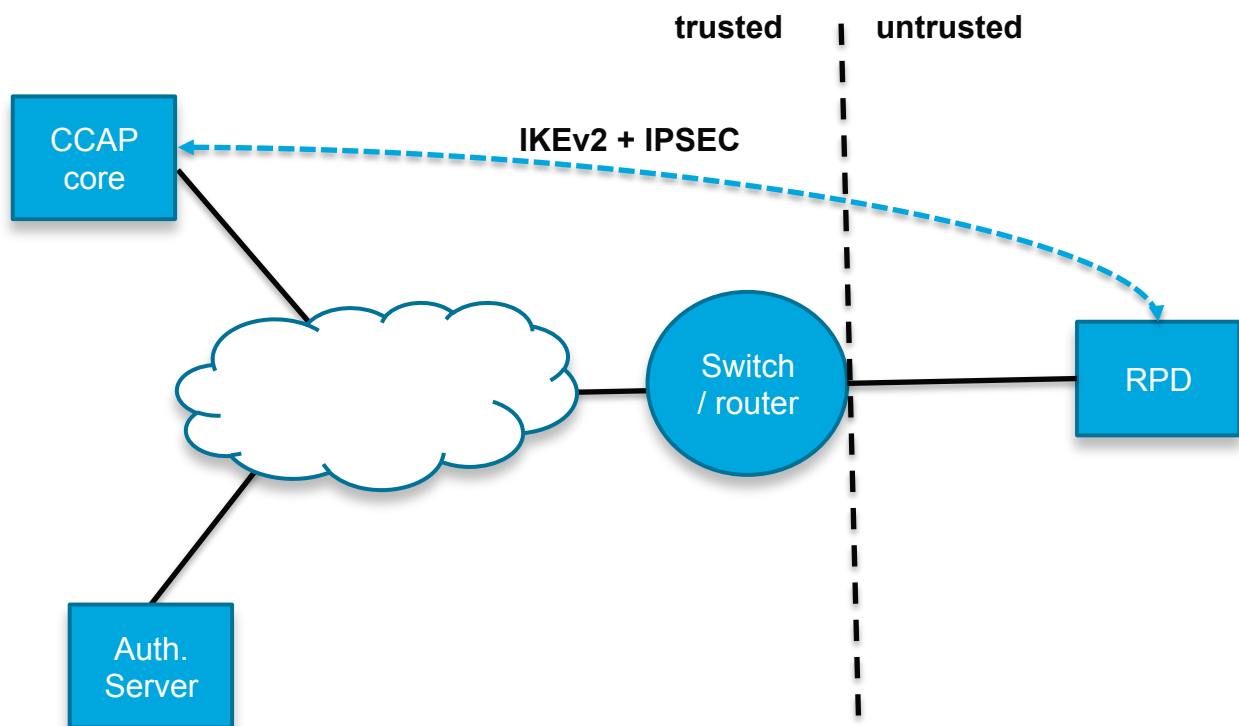 trusted
untrusted
CCAP
core
IKEv2 + IPSEC
Switch
/ router
RPD
Auth.
Server